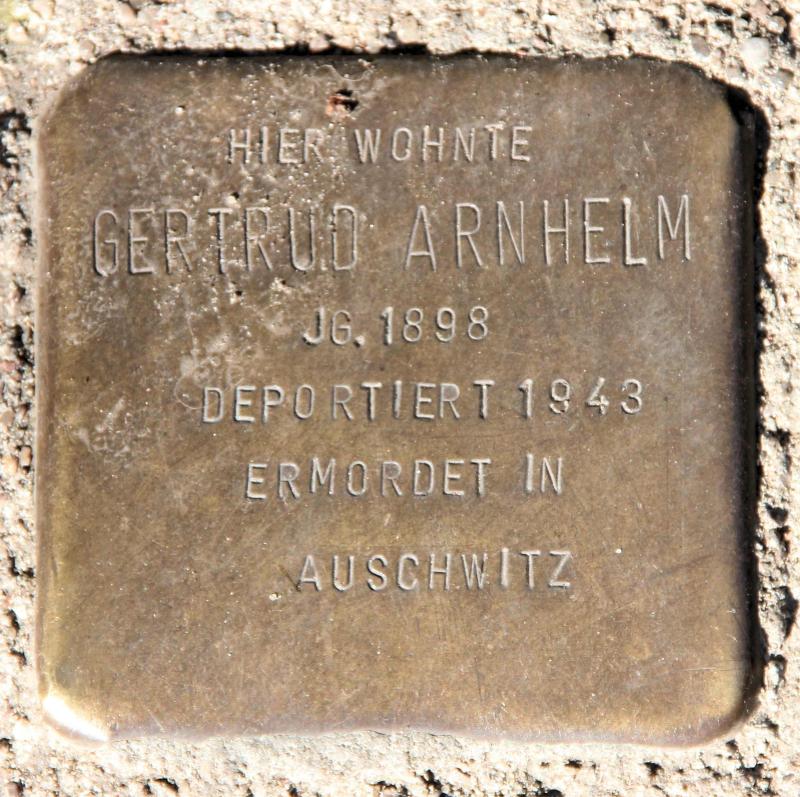 HIER WOHNTE
GERTRUD ARNHELM
JG. 1898
DEPORTIERT 1943
ERMORDET IN
AUSCHWITZ